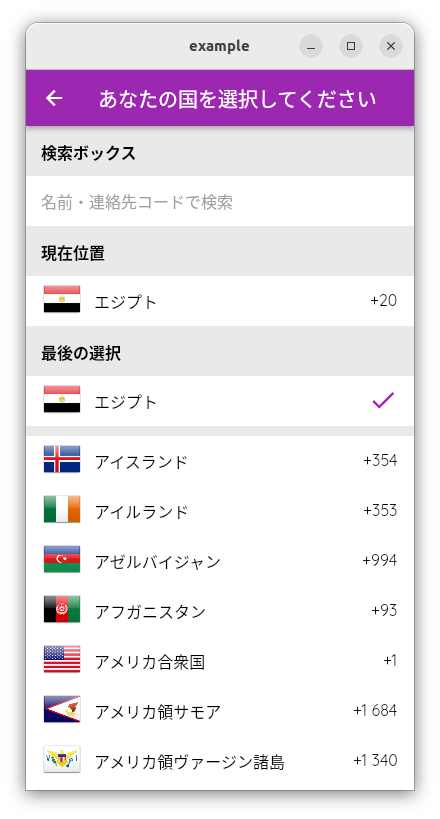 example
あなたの国を選択してください
検索ボックス
名前・連絡先コードで検索
現在位置
エジプト +20
最後の選択
エジプト
アイスランド +354
アイルランド +353
アゼルバイジャン +994
アフガニスタン +93
アメリカ合衆国 +1
アメリカ領サモア +1 684
アメリカ領ヴァージン諸島 +1 340